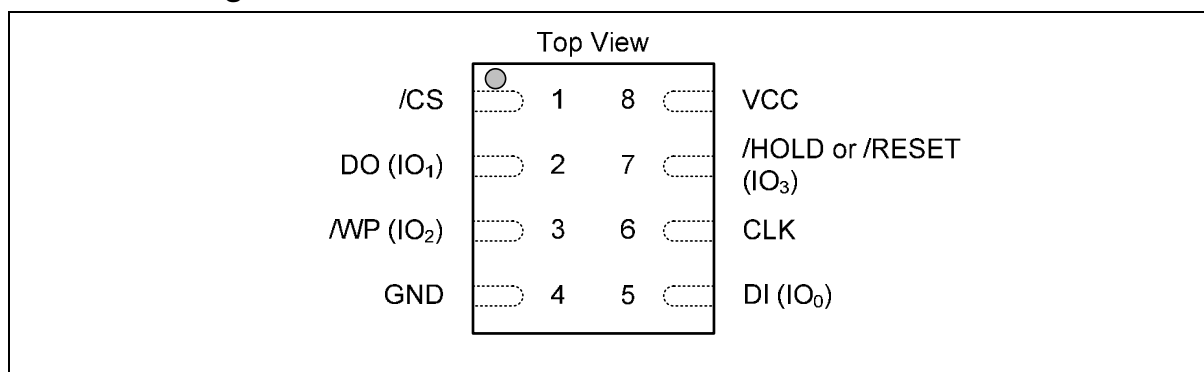 Top View
/CS 1 8 VCC
DO (IO₁) 2 7 /HOLD or /RESET
(IO₃)
/WP (IO₂) 3 6 CLK
GND 4 5 DI (IO₀)